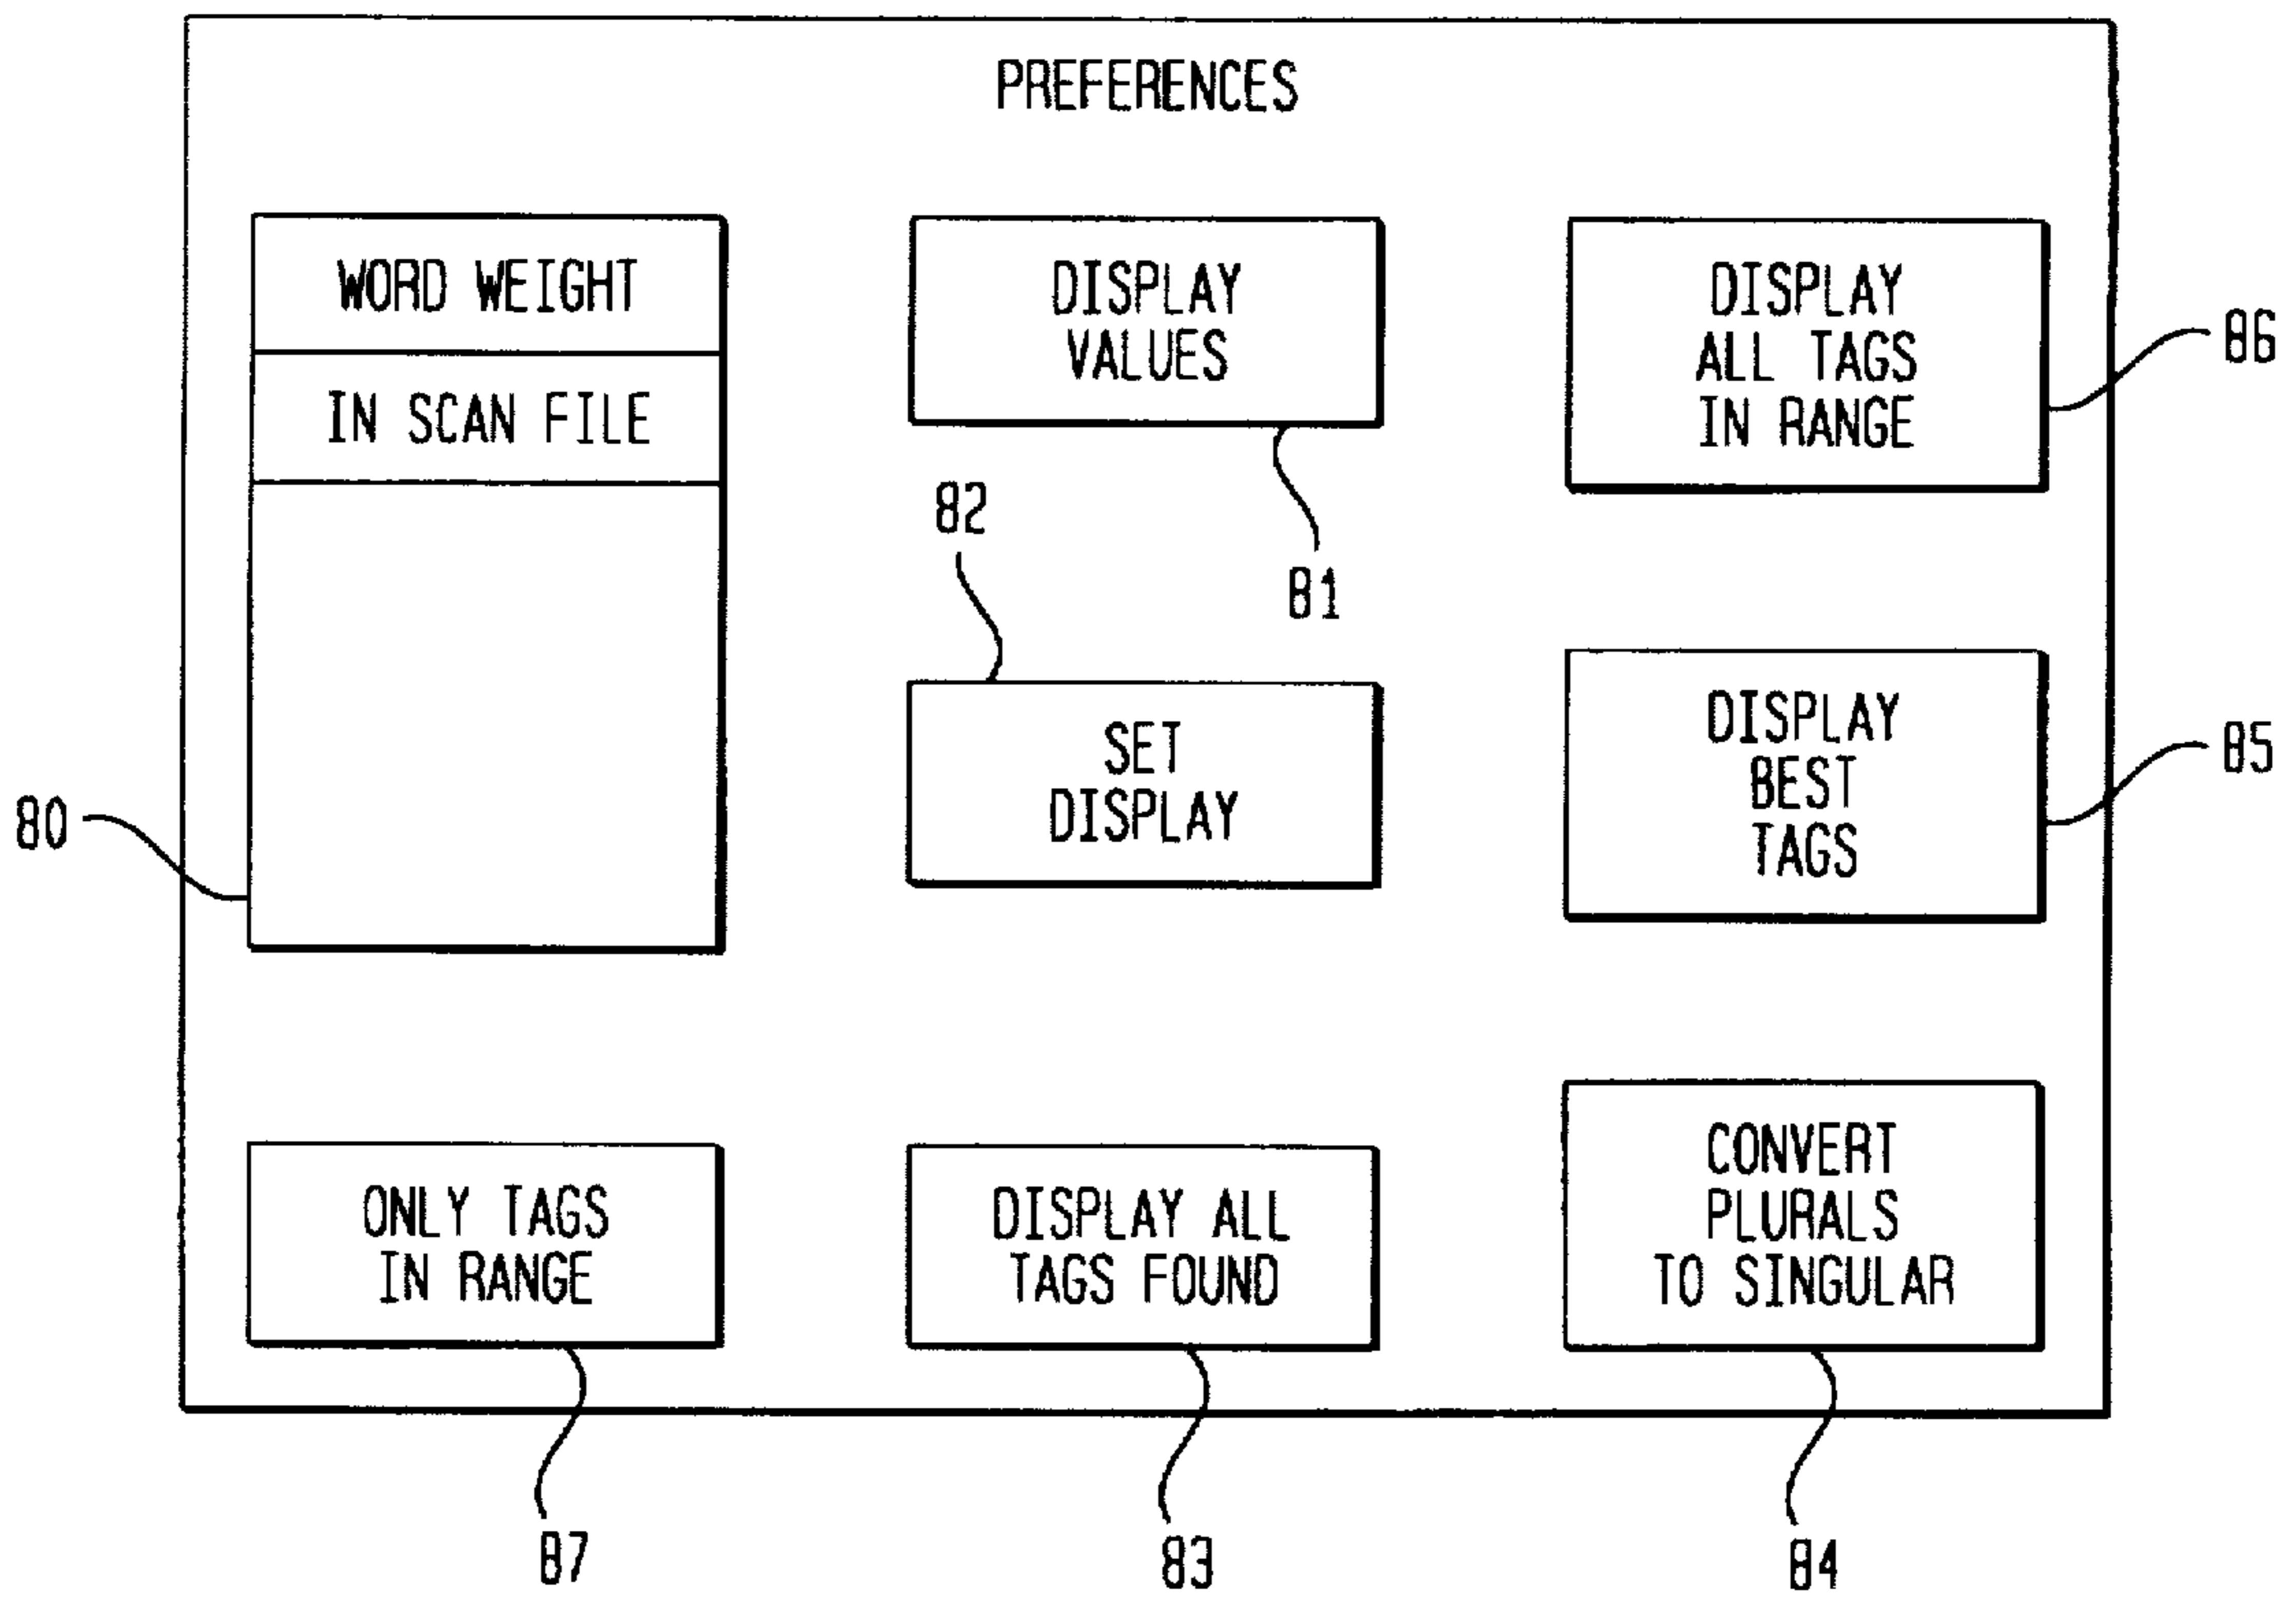 PREFERENCES
WORD WEIGHT
IN SCAN FILE
80
DISPLAY
VALUES
81
82
SET
DISPLAY
DISPLAY
ALL TAGS
IN RANGE
86
DISPLAY
BEST
TAGS
85
ONLY TAGS
IN RANGE
87
DISPLAY ALL
TAGS FOUND
83
CONVERT
PLURALS
TO SINGULAR
84